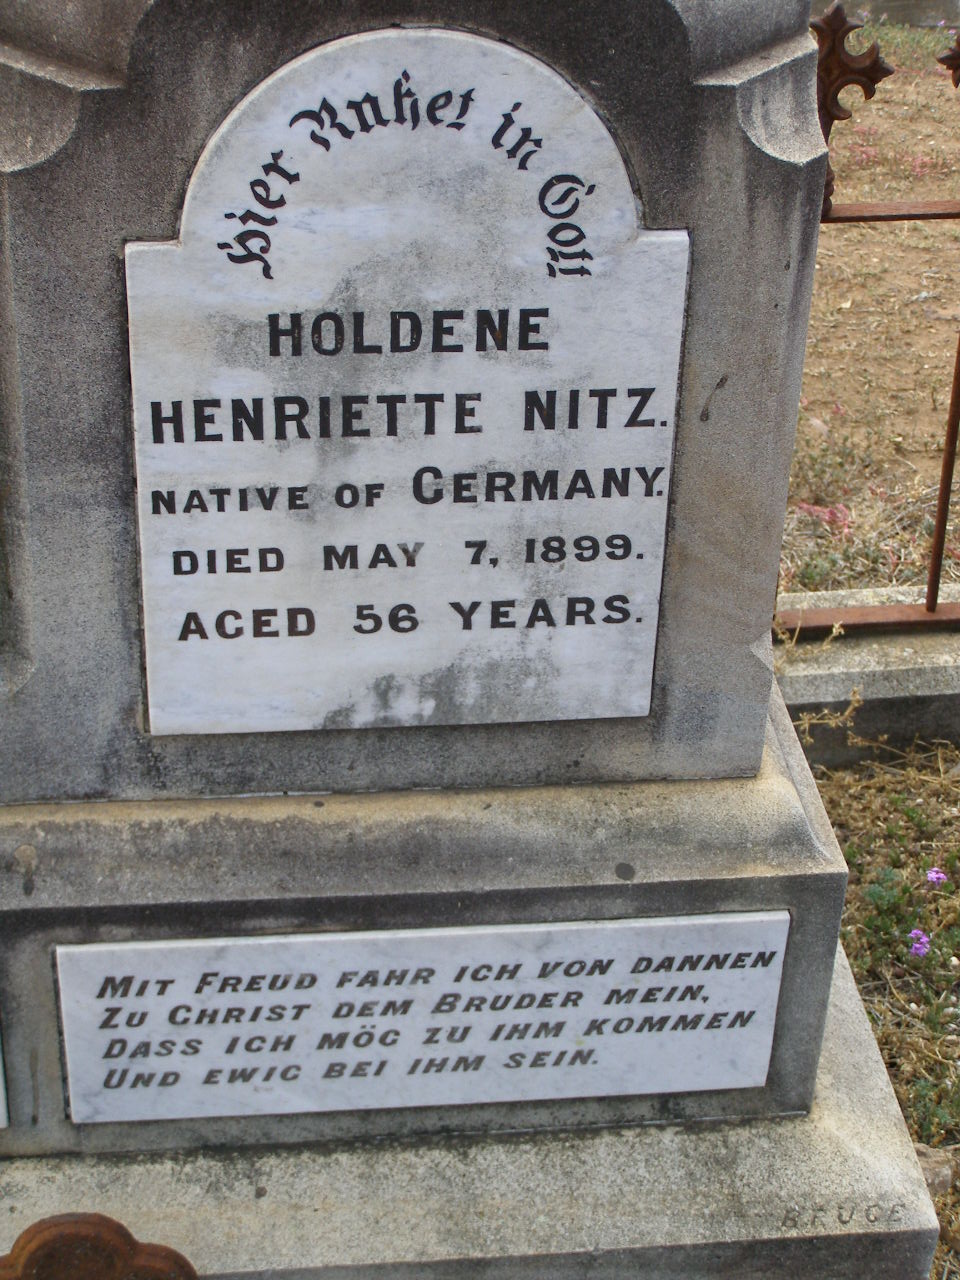 Hier Ruhet in Gott
HOLDENE
HENRIETTE NITZ.
NATIVE OF GERMANY,
DIED MAY 7, 1899.
AGED 56 YEARS.
MIT FREUD FAHR ICH VON DANNEN
ZU CHRIST DEM BRUDER MEIN,
DASS ICH MÖG ZU IHM KOMMEN
UND EWIG BEI IHM SEIN.
BRUCE